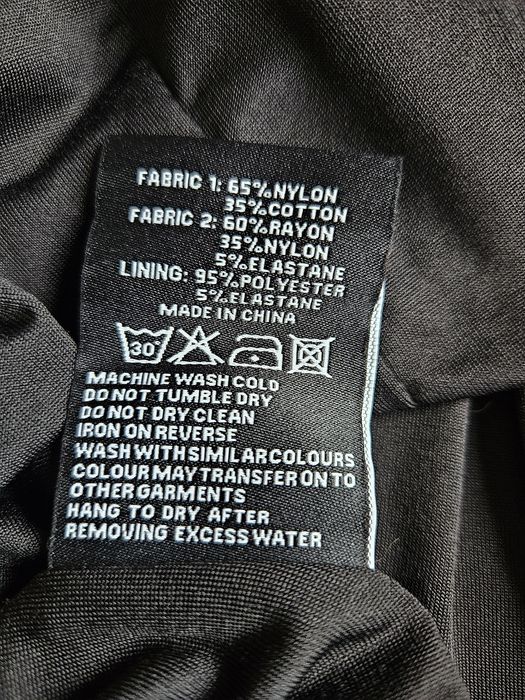 FABRIC 1: 65%NYLON
35%COTTON
FABRIC 2: 60%RAYON
35%NYLON
5%ELASTANE
LINING: 95%POLYESTER
5%ELASTANE
MADE IN CHINA
30°
MACHINE WASH COLD
DO NOT TUMBLE DRY
DO NOT DRY CLEAN
IRON ON REVERSE
WASH WITH SIMILAR COLOURS
COLOUR MAY TRANSFER ON TO
OTHER GARMENTS
HANG TO DRY AFTER
REMOVING EXCESS WATER